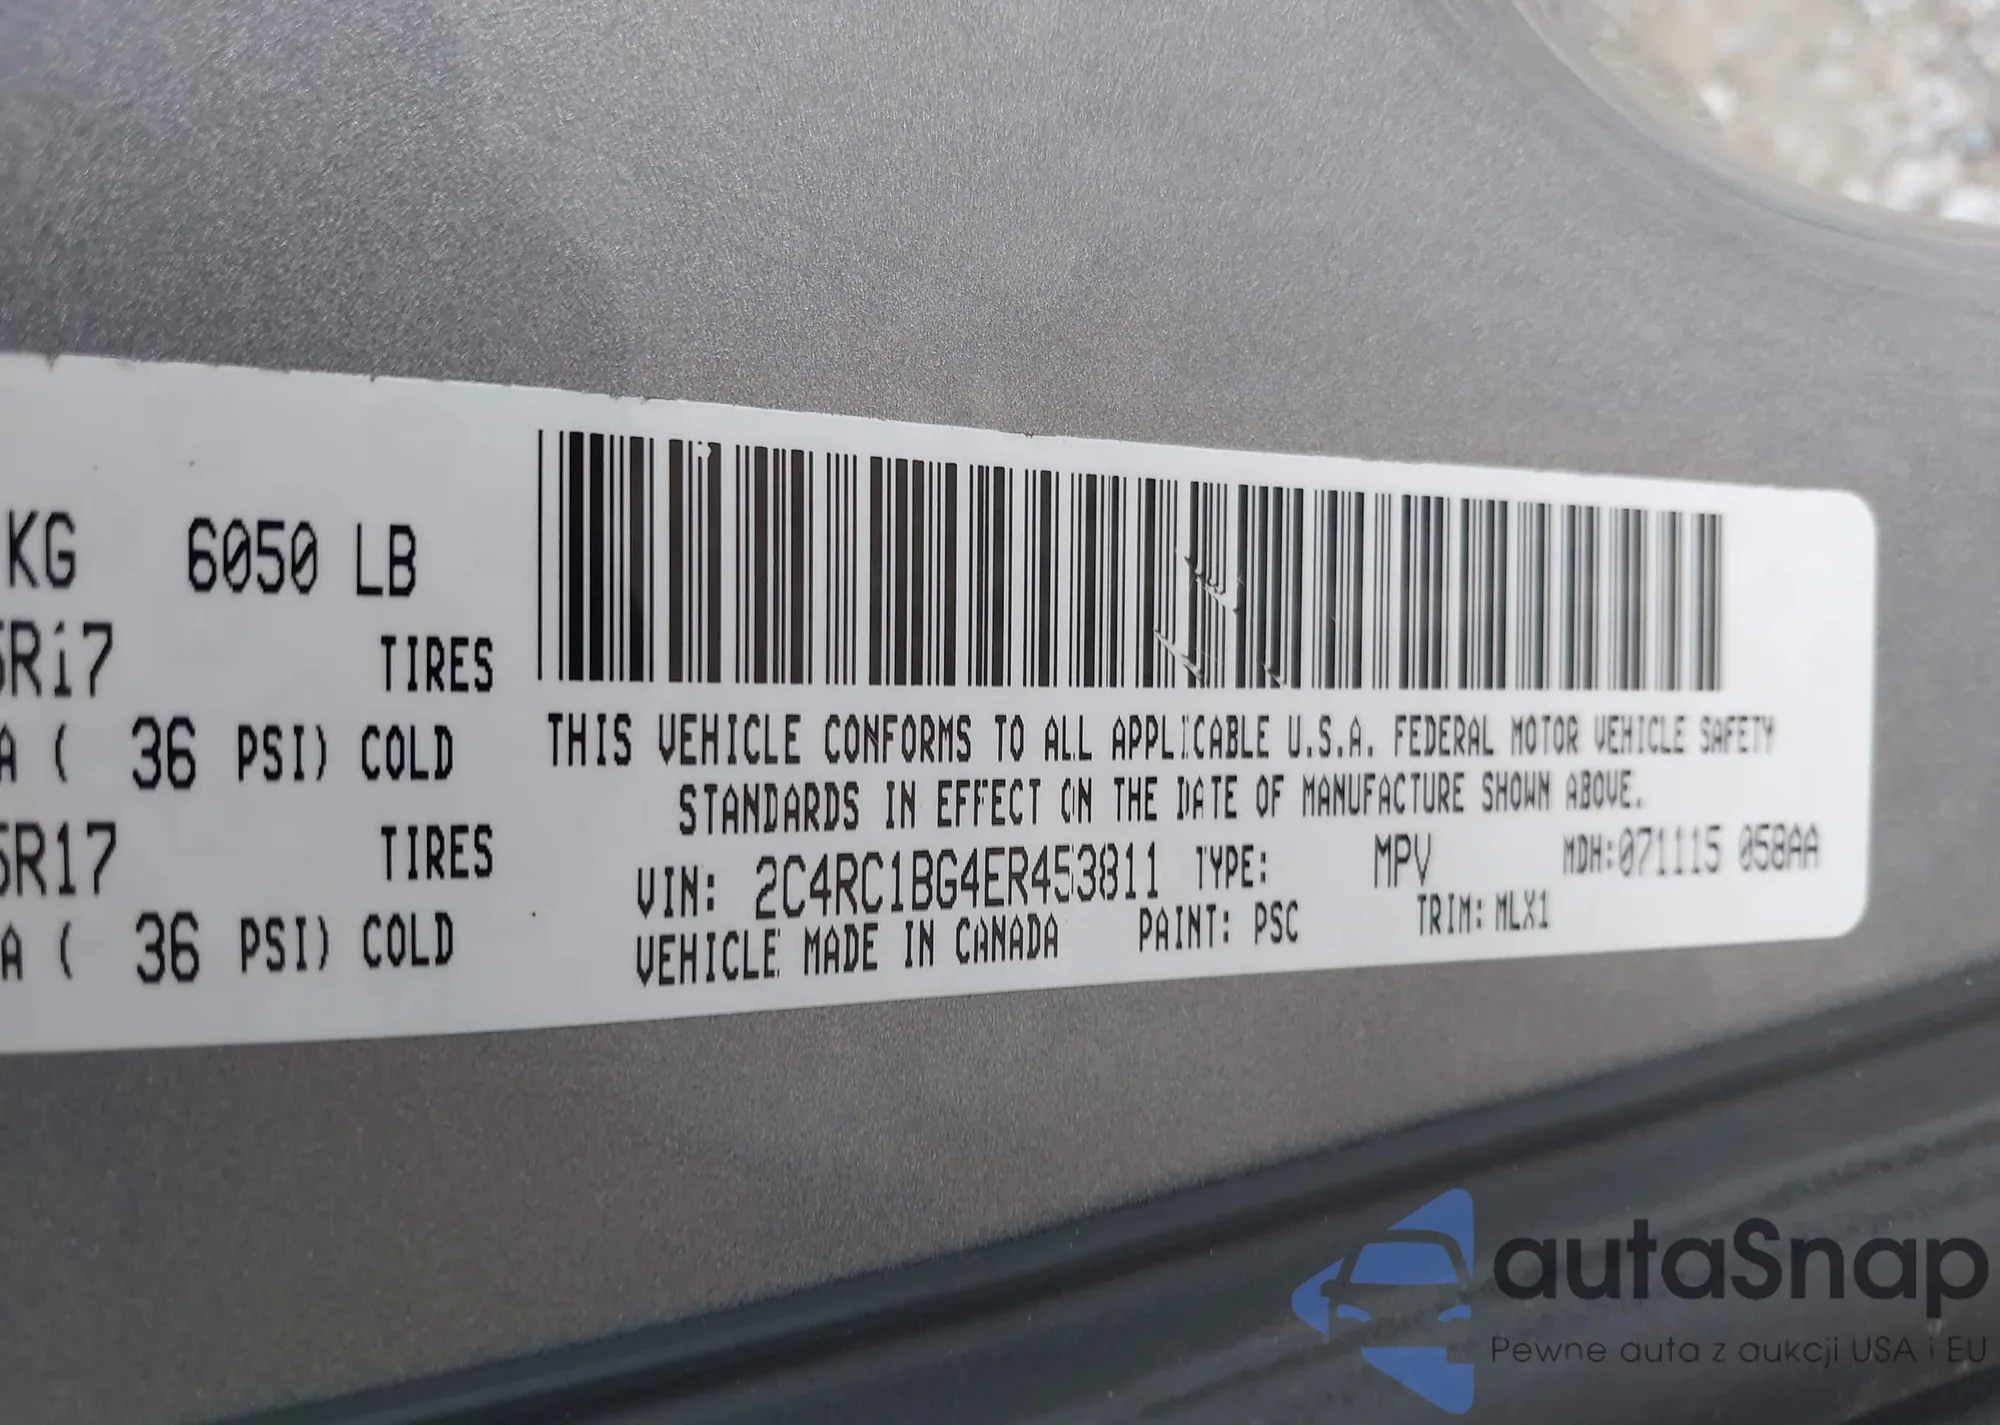 KG 6050 LB
5R17 TIRES
A ( 36 PSI) COLD
5R17 TIRES
A ( 36 PSI) COLD
THIS VEHICLE CONFORMS TO ALL APPLICABLE U.S.A. FEDERAL MOTOR VEHICLE SAFETY
STANDARDS IN EFFECT ON THE DATE OF MANUFACTURE SHOWN ABOVE.
VIN: 2C4RC1BG4ER453811 TYPE: MPV MDH:071115 058AA
VEHICLE MADE IN CANADA PAINT: PSC TRIM: MLX1
autaSnap
Pewne auta z aukcji USA i EU